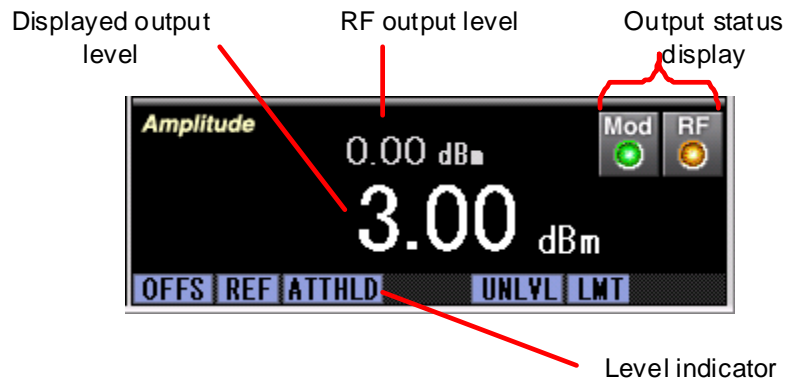 Displayed output
level
RF output level
Output status
display
Amplitude
Mod
RF
0.00 dBm
3.00 dBm
OFFS REF ATTHLD UNLVL LMT
Level indicator